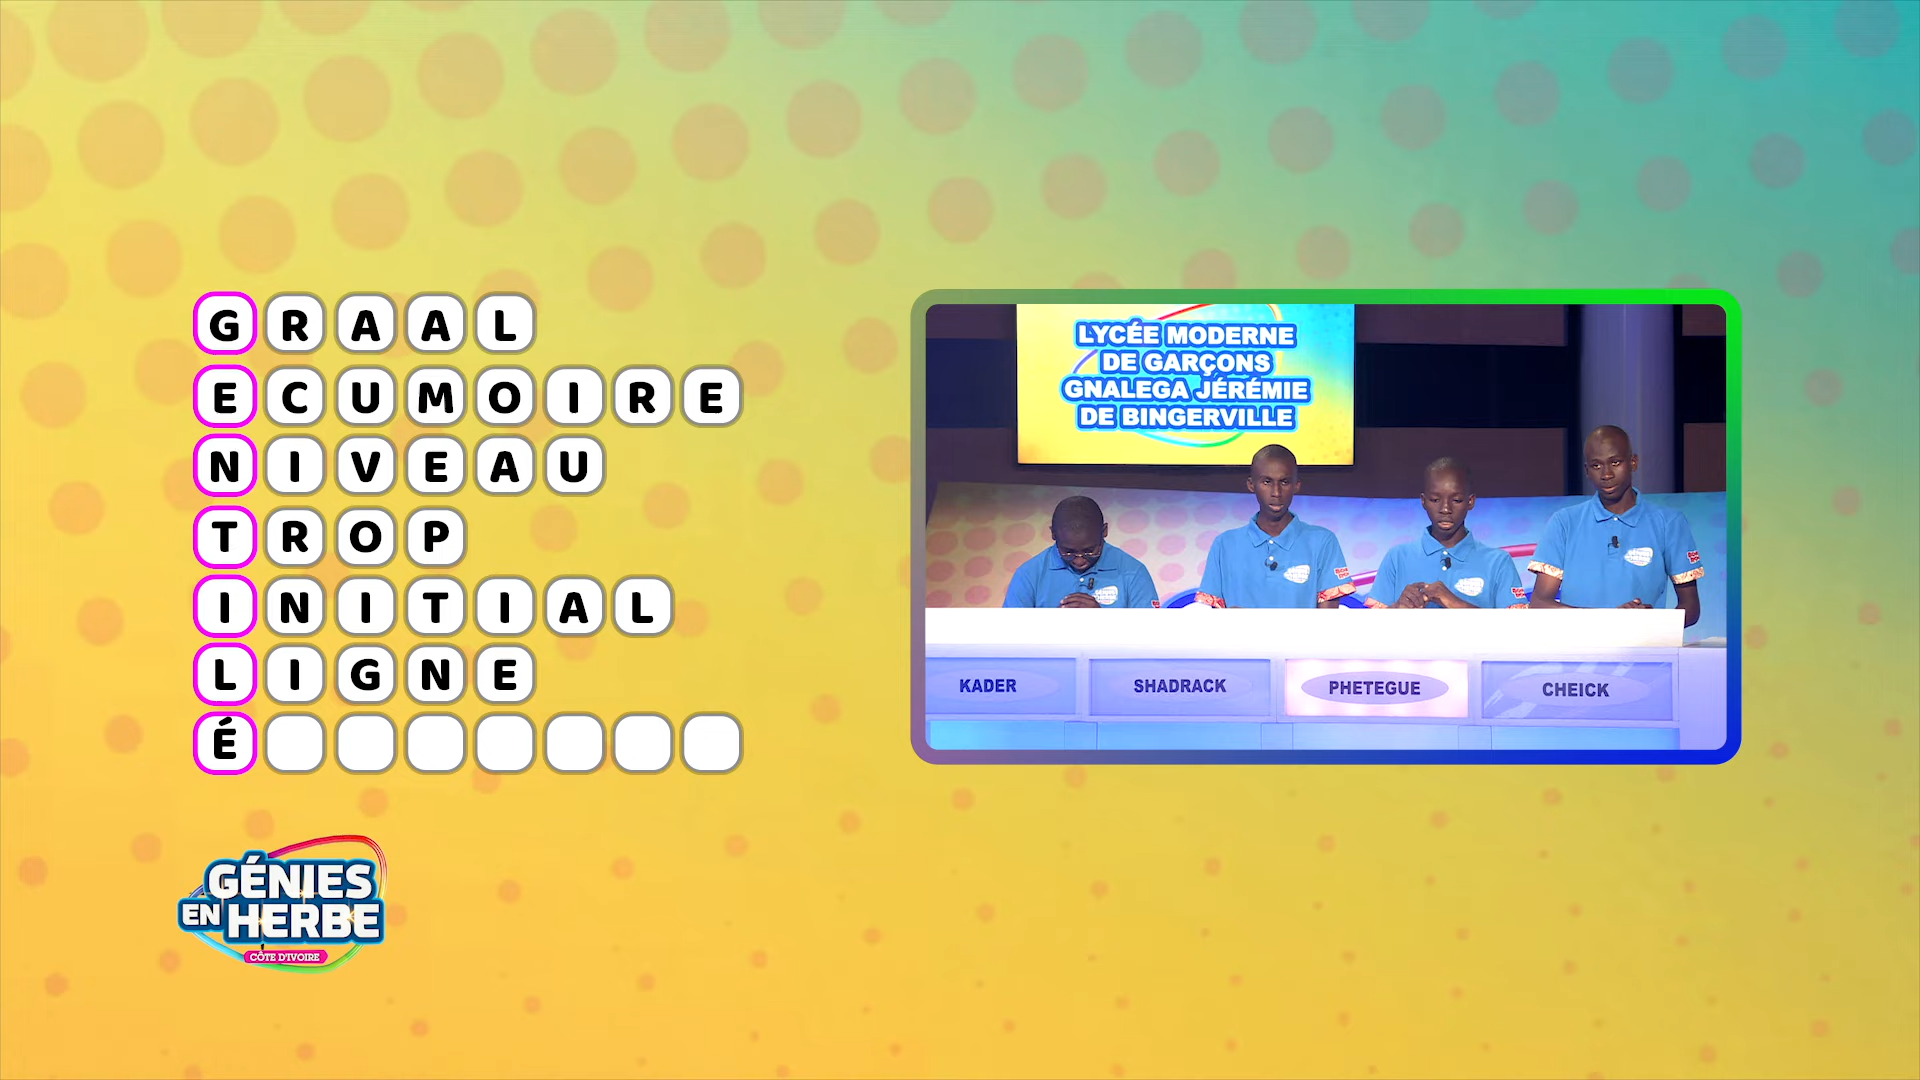 GRAAL
ECUMOIRE
NIVEAU
TROP
INITIAL
LIGNE
É
LYCÉE MODERNE
DE GARÇONS
GNALEGA JÉRÉMIE
DE BINGERVILLE
KADER
SHADRACK
PHETEGUE
CHEICK
GÉNIES
EN HERBE
CÔTE D'IVOIRE